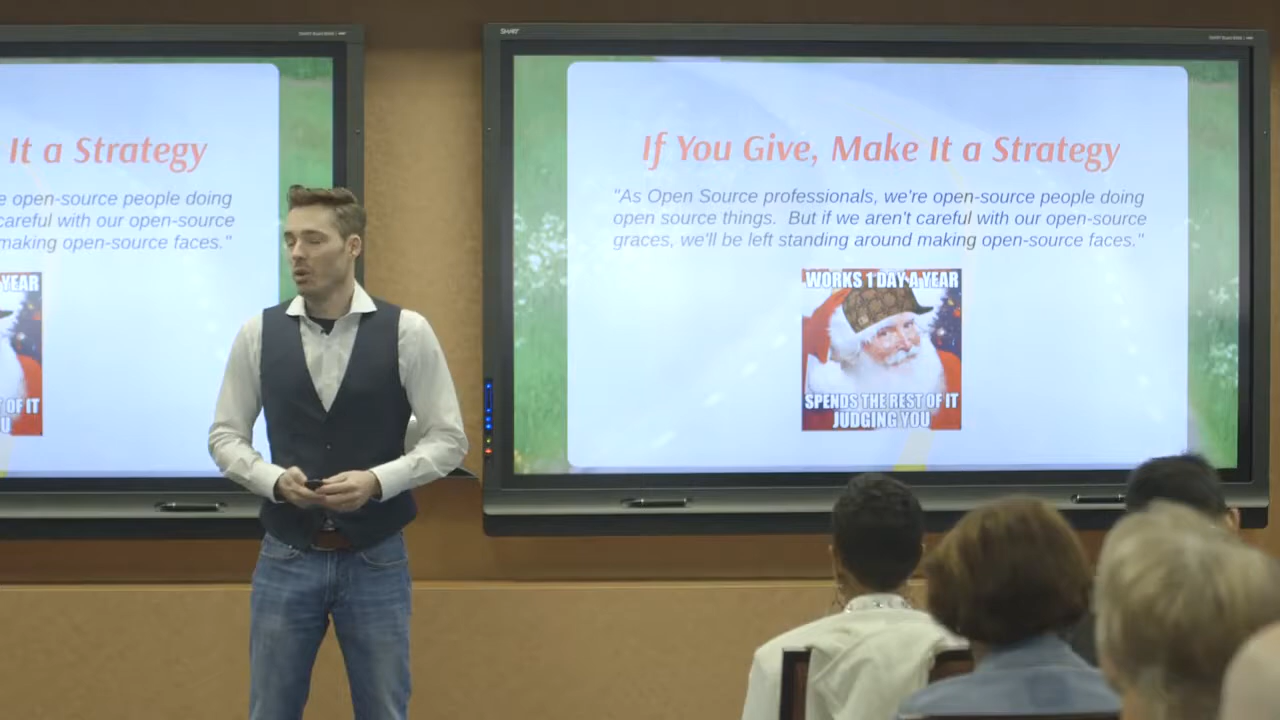 SMART
It a Strategy
e open-source people doing
careful with our open-source
making open-source faces."
YEAR
OF IT
U
If You Give, Make It a Strategy
"As Open Source professionals, we're open-source people doing
open source things.  But if we aren't careful with our open-source
graces, we'll be left standing around making open-source faces."
WORKS 1 DAY A YEAR
SPENDS THE REST OF IT
JUDGING YOU